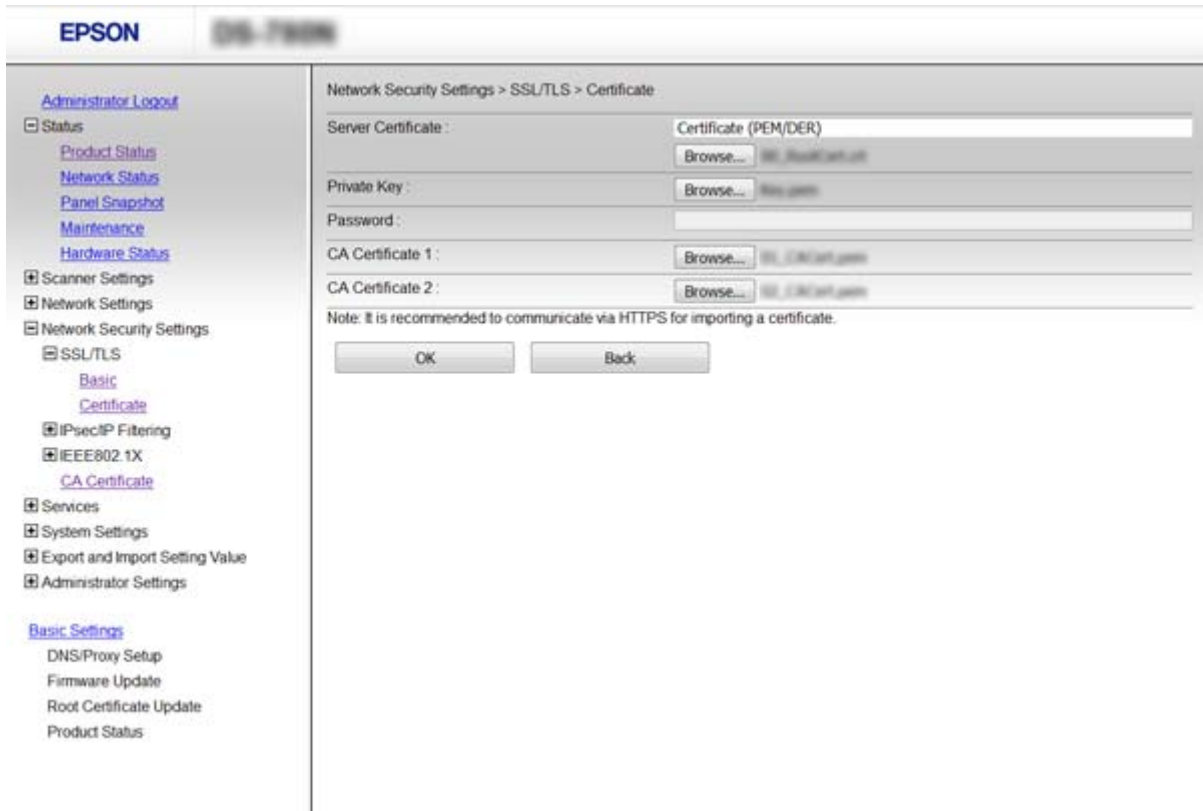 EPSON
Administrator Logout
Status
Product Status
Network Status
Panel Snapshot
Maintenance
Hardware Status
Scanner Settings
Network Settings
Network Security Settings
SSL/TLS
Basic
Certificate
IPsec/IP Filtering
IEEE802.1X
CA Certificate
Services
System Settings
Export and Import Setting Value
Administrator Settings
Basic Settings
DNS/Proxy Setup
Firmware Update
Root Certificate Update
Product Status
Network Security Settings > SSL/TLS > Certificate
Server Certificate : Certificate (PEM/DER)
Browse...
Private Key : Browse...
Password :
CA Certificate 1 : Browse...
CA Certificate 2 : Browse...
Note: It is recommended to communicate via HTTPS for importing a certificate.
OK Back